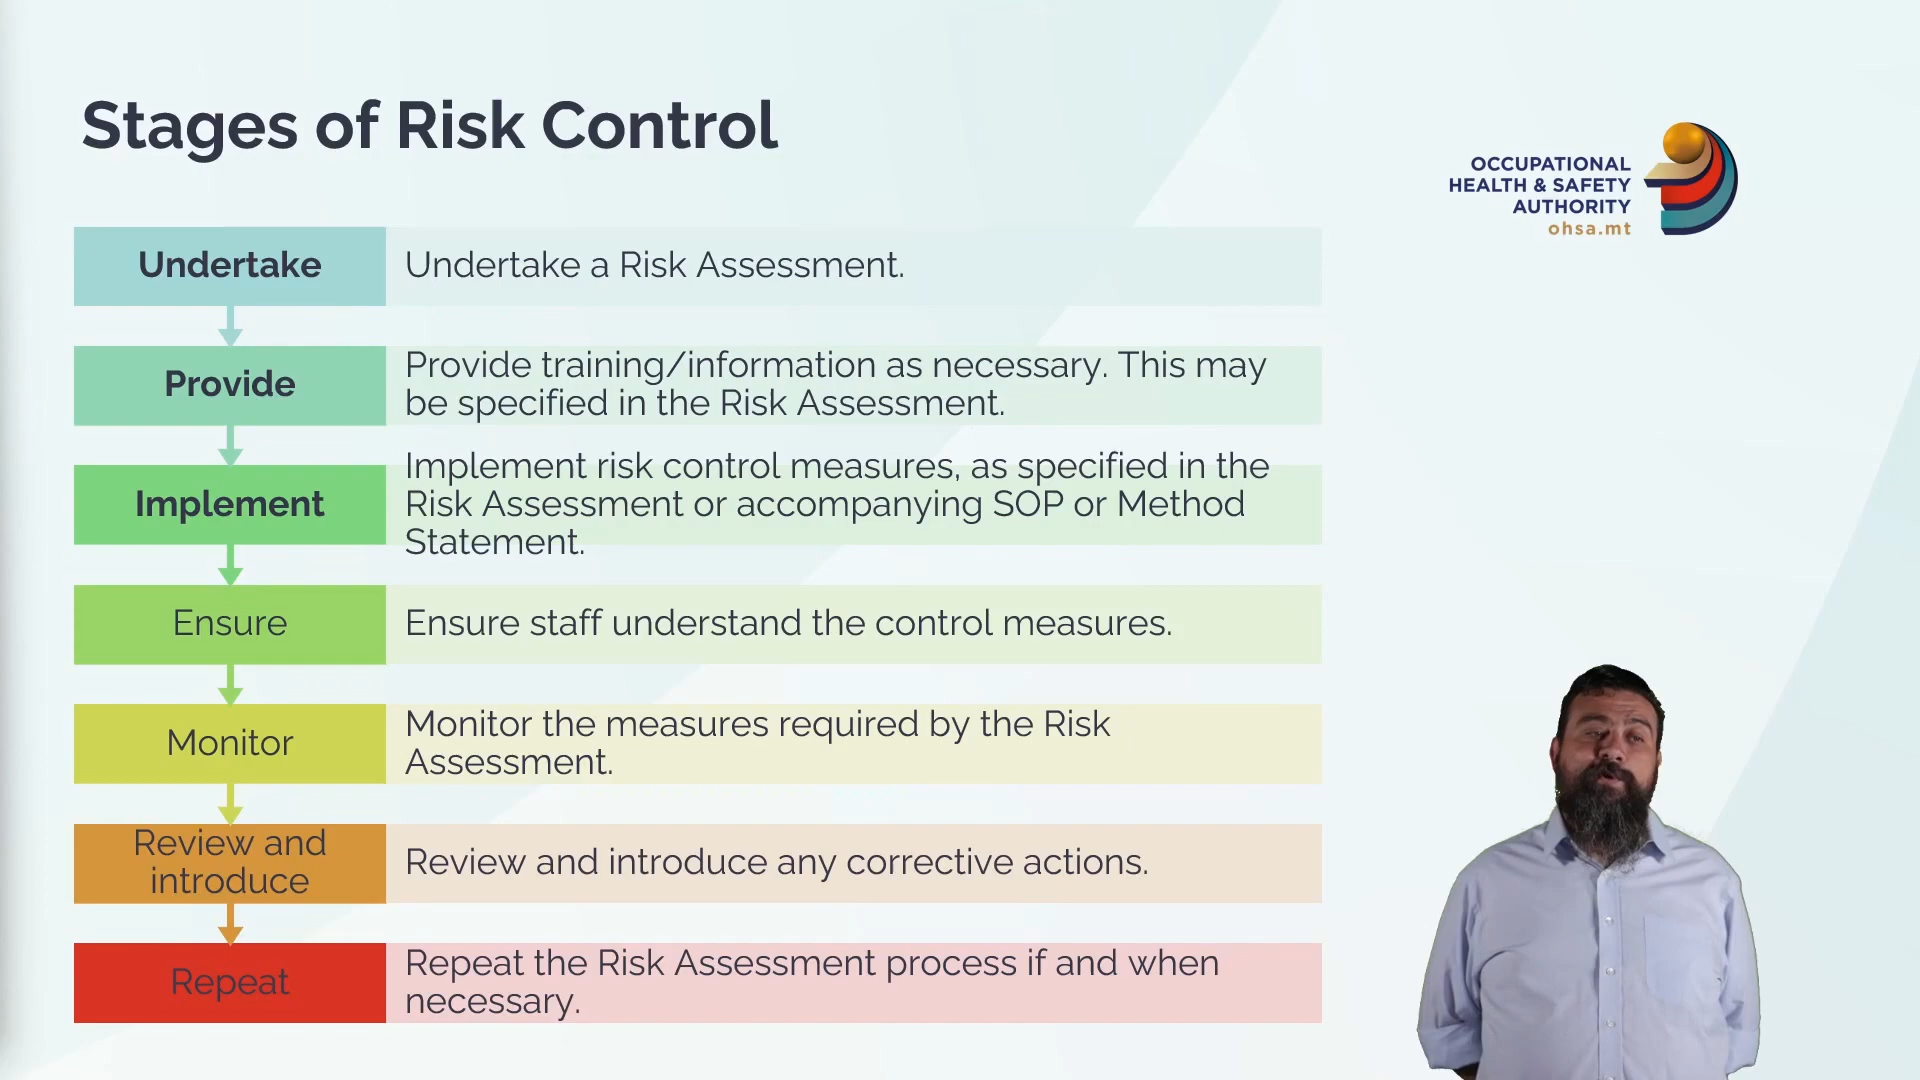 Stages of Risk Control
OCCUPATIONAL
HEALTH & SAFETY
AUTHORITY
ohsa.mt
Undertake
Undertake a Risk Assessment.
Provide
Provide training/information as necessary. This may
be specified in the Risk Assessment.
Implement
Implement risk control measures, as specified in the
Risk Assessment or accompanying SOP or Method
Statement.
Ensure
Ensure staff understand the control measures.
Monitor
Monitor the measures required by the Risk
Assessment.
Review and
introduce
Review and introduce any corrective actions.
Repeat
Repeat the Risk Assessment process if and when
necessary.